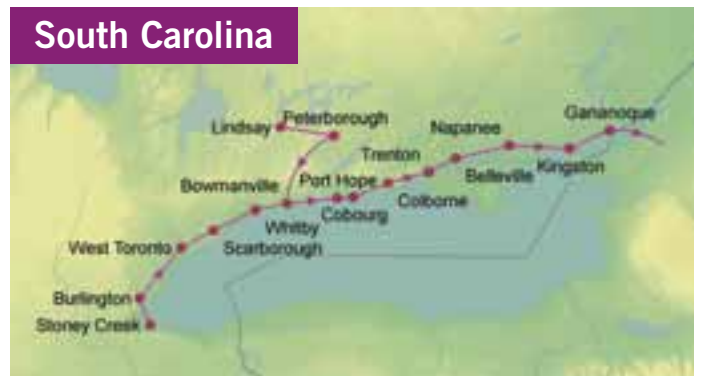 South Carolina
Gananoque
Peterborough
Lindsay
Napanee
Trenton
Kingston
Belleville
Bowmanville
Port Hope
Colborne
Cobourg
Whitby
West Toronto
Scarborough
Burlington
Stoney Creek